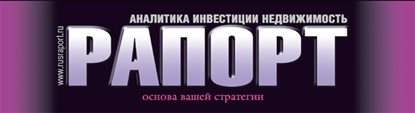 АНАЛИТИКА ИНВЕСТИЦИИ НЕДВИЖИМОСТЬ
www.rusraport.ru
РАПОРТ
основа вашей стратегии